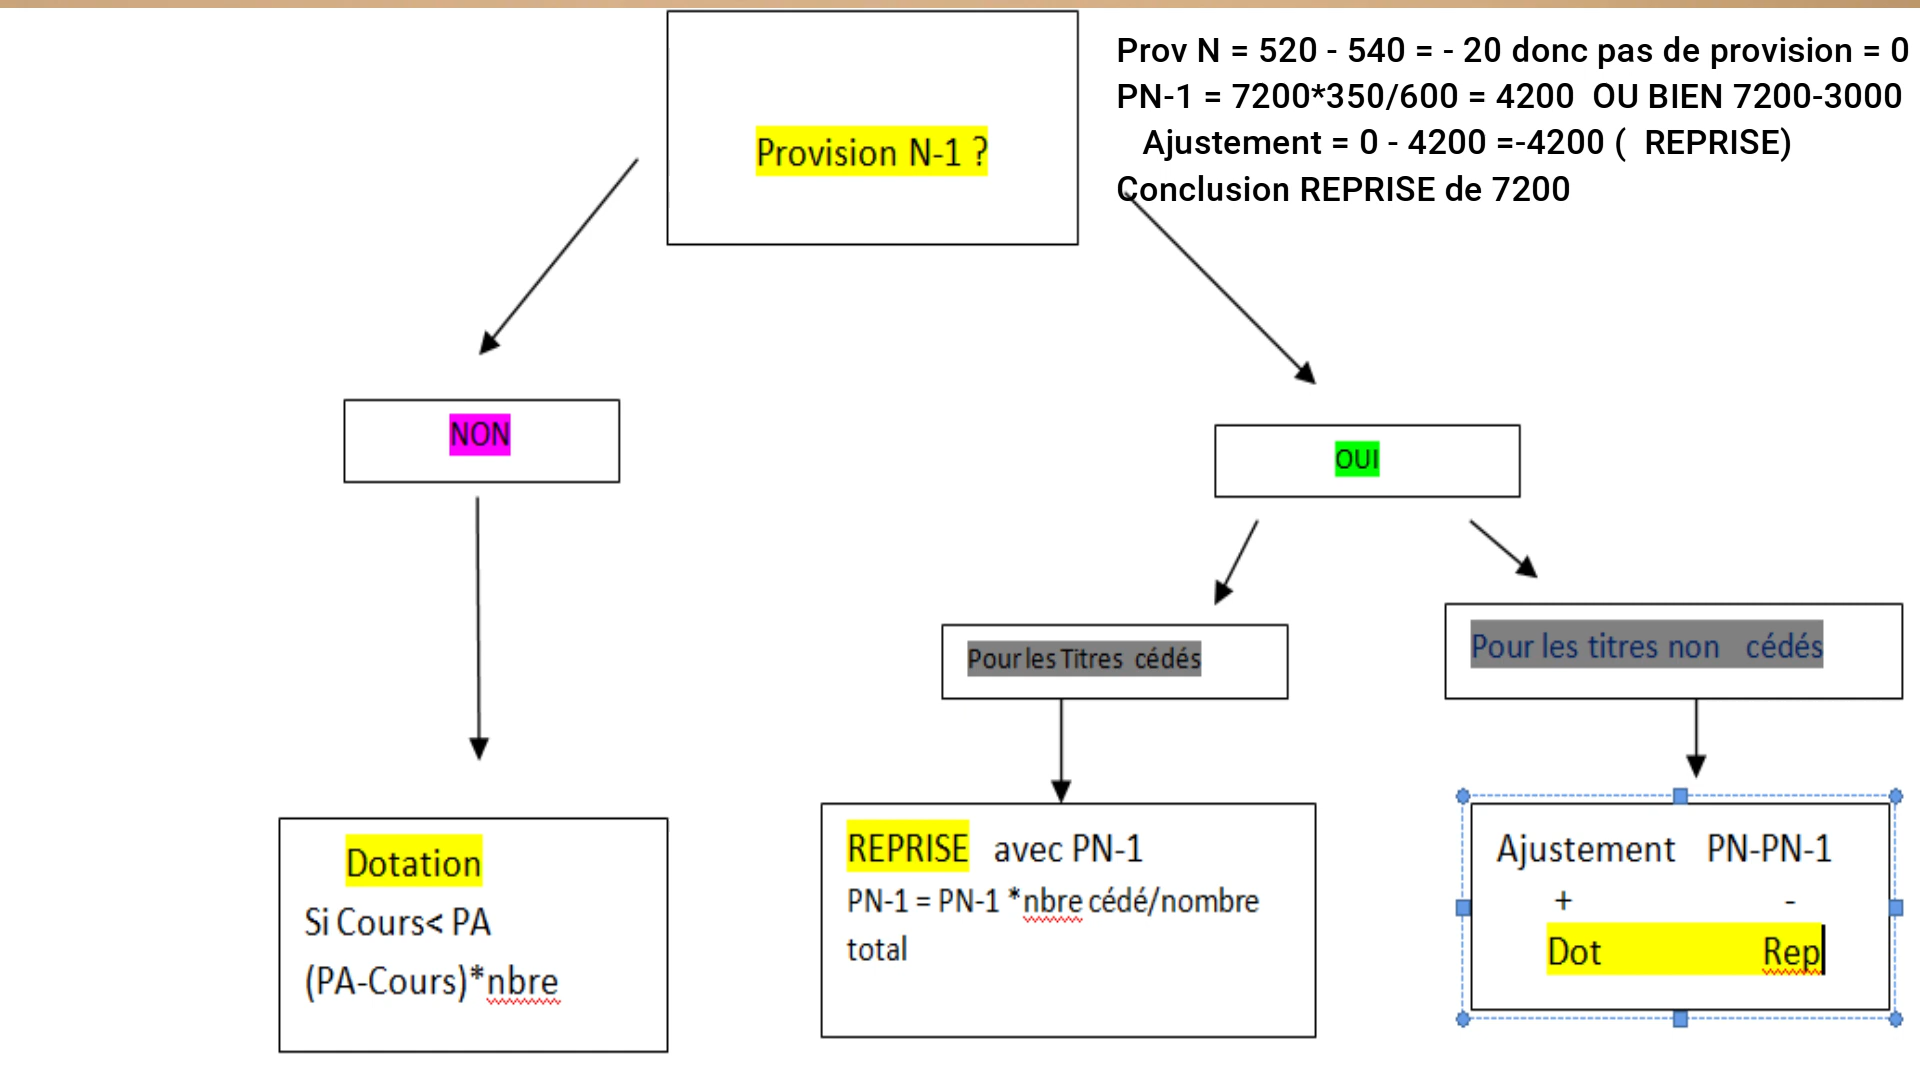 Prov N = 520 - 540 = - 20 donc pas de provision = 0
PN-1 = 7200*350/600 = 4200 OU BIEN 7200-3000
Ajustement = 0 - 4200 =-4200 ( REPRISE)
Conclusion REPRISE de 7200
Provision N-1 ?
NON
OUI
Pour les Titres cédés
Pour les titres non cédés
Dotation
Si Cours< PA
(PA-Cours)*nbre
REPRISE avec PN-1
PN-1 = PN-1 *nbre cédé/nombre
total
Ajustement PN-PN-1
+ -
Dot Rep